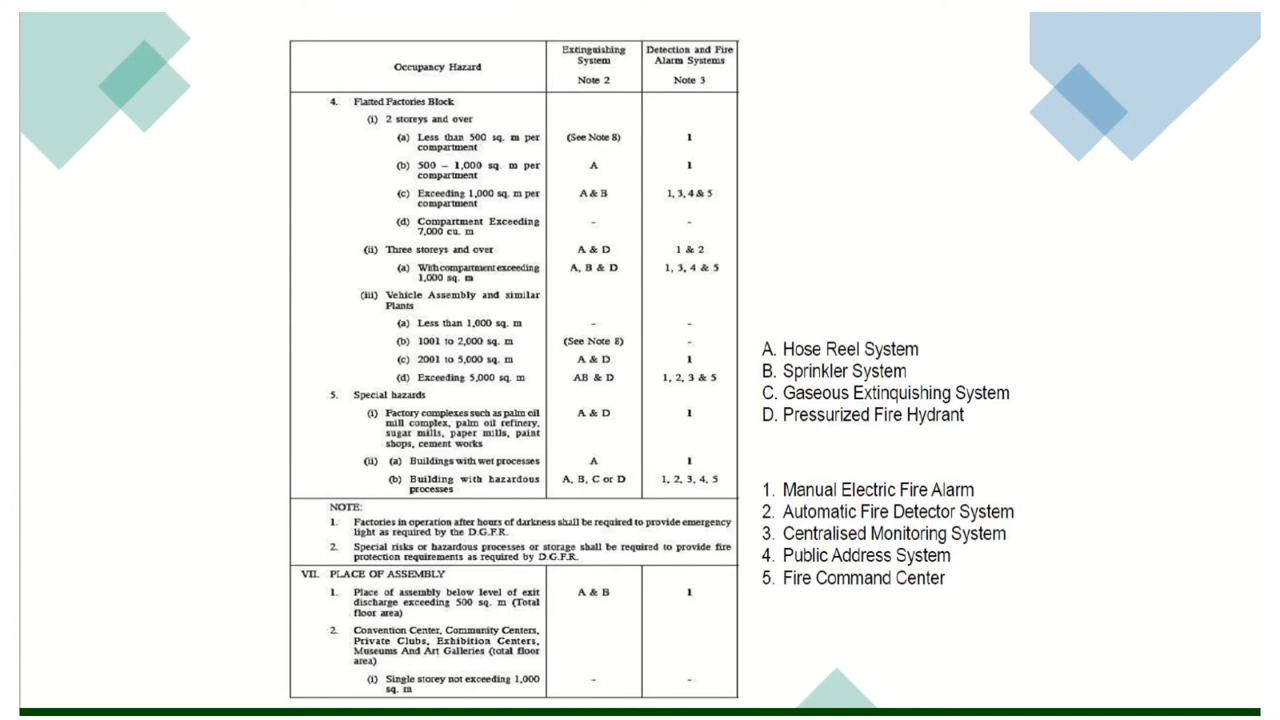 Occupancy Hazard
Extinguishing
System
Note 2
Detection and Fire
Alarm Systems
Note 3
4. Flatted Factories Block
(i) 2 storeys and over
(a) Less than 500 sq. m per (See Note 8) 1
compartment
(b) 500 – 1,000 sq. m per A 1
compartment
(c) Exceeding 1,000 sq. m per A & B 1, 3, 4 & 5
compartment
(d) Compartment Exceeding - -
7,000 cu. m
(ii) Three storeys and over A & D 1 & 2
(a) With compartment exceeding A, B & D 1, 3, 4 & 5
1,000 sq. m
(iii) Vehicle Assembly and similar
Plants
(a) Less than 1,000 sq. m - -
(b) 1001 to 2,000 sq. m (See Note 8) -
(c) 2001 to 5,000 sq. m A & D 1
(d) Exceeding 5,000 sq. m AB & D 1, 2, 3 & 5
5. Special hazards
(i) Factory complexes such as palm oil A & D 1
mill complex, palm oil refinery,
sugar mills, paper mills, paint
shops, cement works
(ii) (a) Buildings with wet processes A 1
(b) Building with hazardous A, B, C or D 1, 2, 3, 4, 5
processes
NOTE:
1. Factories in operation after hours of darkness shall be required to provide emergency
light as required by the D.G.F.R.
2. Special risks or hazardous processes or storage shall be required to provide fire
protection requirements as required by D.G.F.R.
VII. PLACE OF ASSEMBLY
1. Place of assembly below level of exit A & B 1
discharge exceeding 500 sq. m (Total
floor area)
2. Convention Center, Community Centers,
Private Clubs, Exhibition Centers,
Museums And Art Galleries (total floor
area)
(i) Single storey not exceeding 1,000 - -
sq. m
A. Hose Reel System
B. Sprinkler System
C. Gaseous Extinquishing System
D. Pressurized Fire Hydrant
1. Manual Electric Fire Alarm
2. Automatic Fire Detector System
3. Centralised Monitoring System
4. Public Address System
5. Fire Command Center